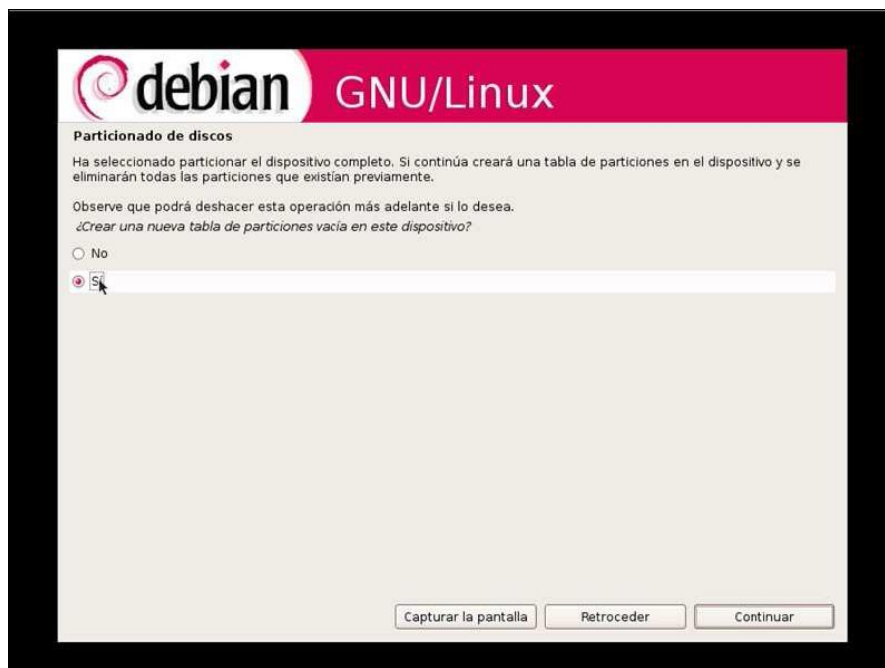 debian GNU/Linux
Particionado de discos
Ha seleccionado particionar el dispositivo completo. Si continúa creará una tabla de particiones en el dispositivo y se
eliminarán todas las particiones que existían previamente.
Observe que podrá deshacer esta operación más adelante si lo desea.
¿Crear una nueva tabla de particiones vacía en este dispositivo?
No
Sí
Capturar la pantalla Retroceder Continuar